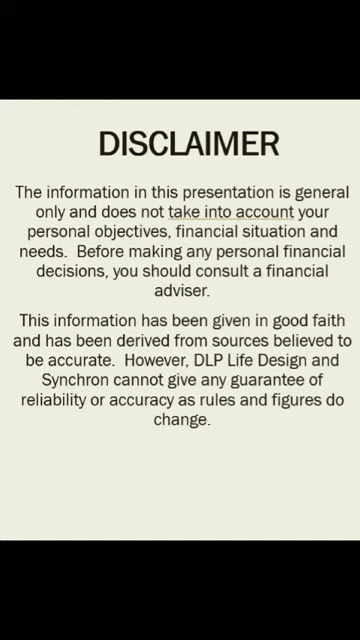 DISCLAIMER
The information in this presentation is general
only and does not take into account your
personal objectives, financial situation and
needs.  Before making any personal financial
decisions, you should consult a financial
adviser.
This information has been given in good faith
and has been derived from sources believed to
be accurate.  However, DLP Life Design and
Synchron cannot give any guarantee of
reliability or accuracy as rules and figures do
change.